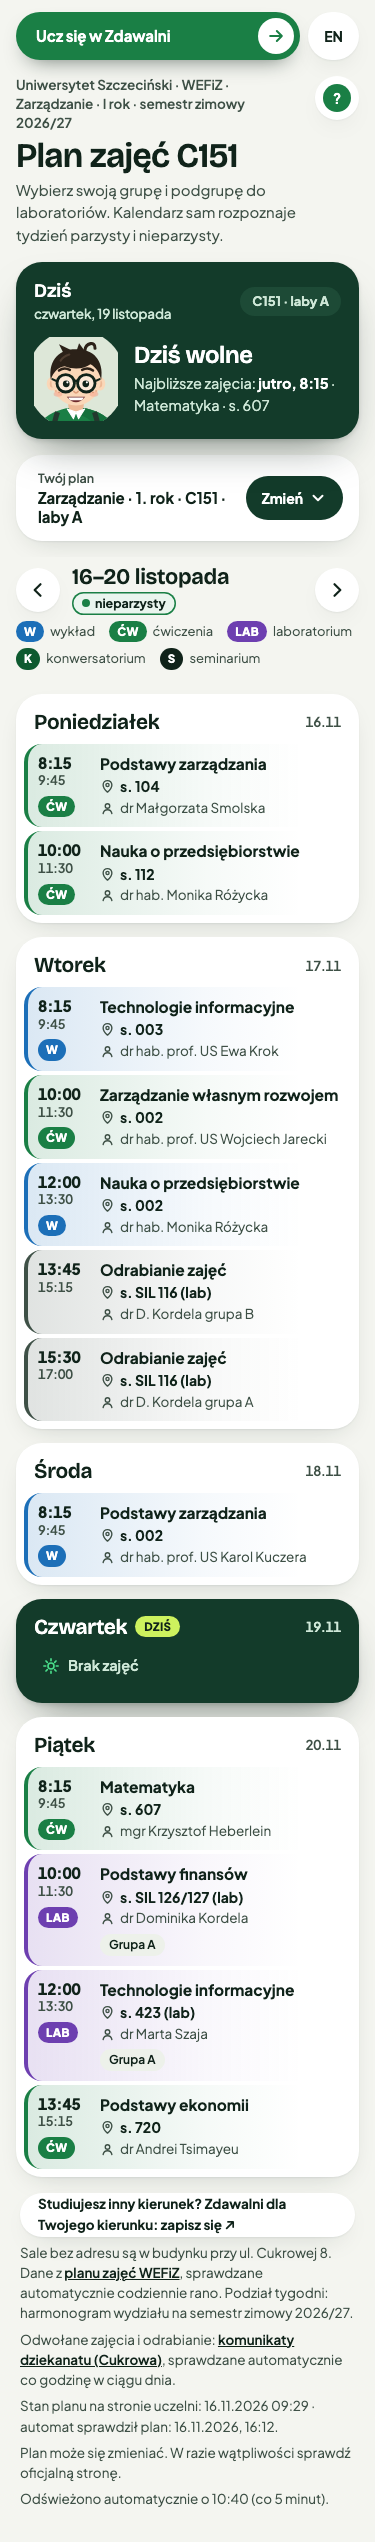 Ucz się w Zdawalni
EN
Uniwersytet Szczeciński · WEFiZ ·
Zarządzanie · I rok · semestr zimowy
2026/27
?
Plan zajęć C151
Wybierz swoją grupę i podgrupę do
laboratoriów. Kalendarz sam rozpoznaje
tydzień parzysty i nieparzysty.
Dziś
czwartek, 19 listopada
C151 · laby A
Dziś wolne
Najbliższe zajęcia: jutro, 8:15 ·
Matematyka · s. 607
Twój plan
Zarządzanie · 1. rok · C151 ·
laby A
Zmień
16–20 listopada
nieparzysty
W wykład ĆW ćwiczenia LAB laboratorium
K konwersatorium S seminarium
Poniedziałek 16.11
8:15 Podstawy zarządzania
9:45 s. 104
ĆW dr Małgorzata Smolska
10:00 Nauka o przedsiębiorstwie
11:30 s. 112
ĆW dr hab. Monika Różycka
Wtorek 17.11
8:15 Technologie informacyjne
9:45 s. 003
W dr hab. prof. US Ewa Krok
10:00 Zarządzanie własnym rozwojem
11:30 s. 002
ĆW dr hab. prof. US Wojciech Jarecki
12:00 Nauka o przedsiębiorstwie
13:30 s. 002
W dr hab. Monika Różycka
13:45 Odrabianie zajęć
15:15 s. SIL 116 (lab)
dr D. Kordela grupa B
15:30 Odrabianie zajęć
17:00 s. SIL 116 (lab)
dr D. Kordela grupa A
Środa 18.11
8:15 Podstawy zarządzania
9:45 s. 002
W dr hab. prof. US Karol Kuczera
Czwartek DZIŚ 19.11
Brak zajęć
Piątek 20.11
8:15 Matematyka
9:45 s. 607
ĆW mgr Krzysztof Heberlein
10:00 Podstawy finansów
11:30 s. SIL 126/127 (lab)
LAB dr Dominika Kordela
Grupa A
12:00 Technologie informacyjne
13:30 s. 423 (lab)
LAB dr Marta Szaja
Grupa A
13:45 Podstawy ekonomii
15:15 s. 720
ĆW dr Andrei Tsimayeu
Studiujesz inny kierunek? Zdawalni dla
Twojego kierunku: zapisz się ↗
Sale bez adresu są w budynku przy ul. Cukrowej 8.
Dane z planu zajęć WEFiZ, sprawdzane
automatycznie codziennie rano. Podział tygodni:
harmonogram wydziału na semestr zimowy 2026/27.
Odwołane zajęcia i odrabianie: komunikaty
dziekanatu (Cukrowa), sprawdzane automatycznie
co godzinę w ciągu dnia.
Stan planu na stronie uczelni: 16.11.2026 09:29 ·
automat sprawdził plan: 16.11.2026, 16:12.
Plan może się zmieniać. W razie wątpliwości sprawdź
oficjalną stronę.
Odświeżono automatycznie o 10:40 (co 5 minut).